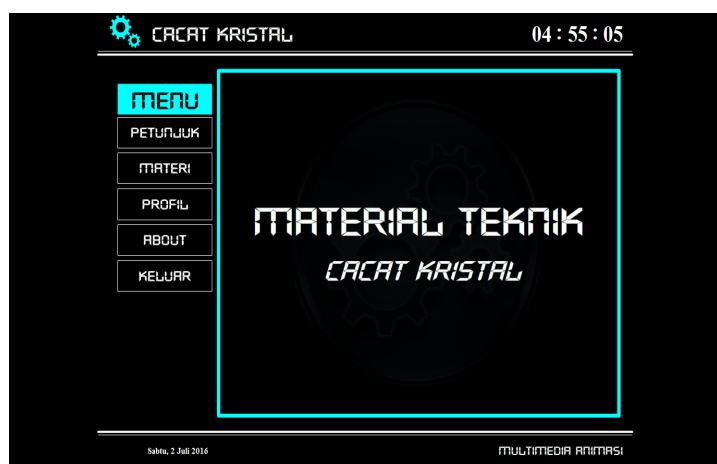 CACAT KRISTAL
04 : 55 : 05
MENU
PETUNJUK
MATERI
PROFIL
ABOUT
KELUAR
MATERIAL TEKNIK
CACAT KRISTAL
Sabtu, 2 Juli 2016
MULTIMEDIA ANIMASI